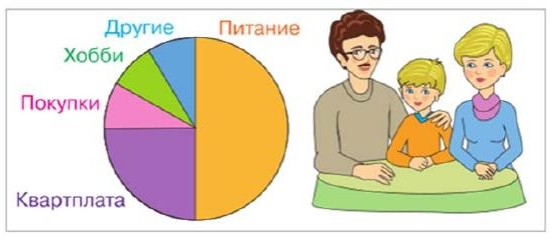 Другие
Питание
Хобби
Покупки
Квартплата